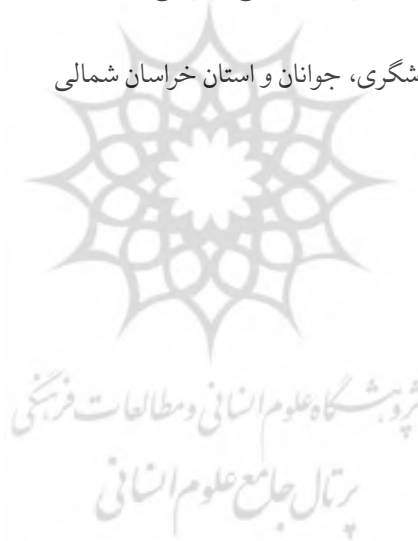 شگری، جوانان و استان خراسان شمالی
پژوهشگاه علوم انسانی و مطالعات فرهنگی
پرتال جامع علوم انسانی